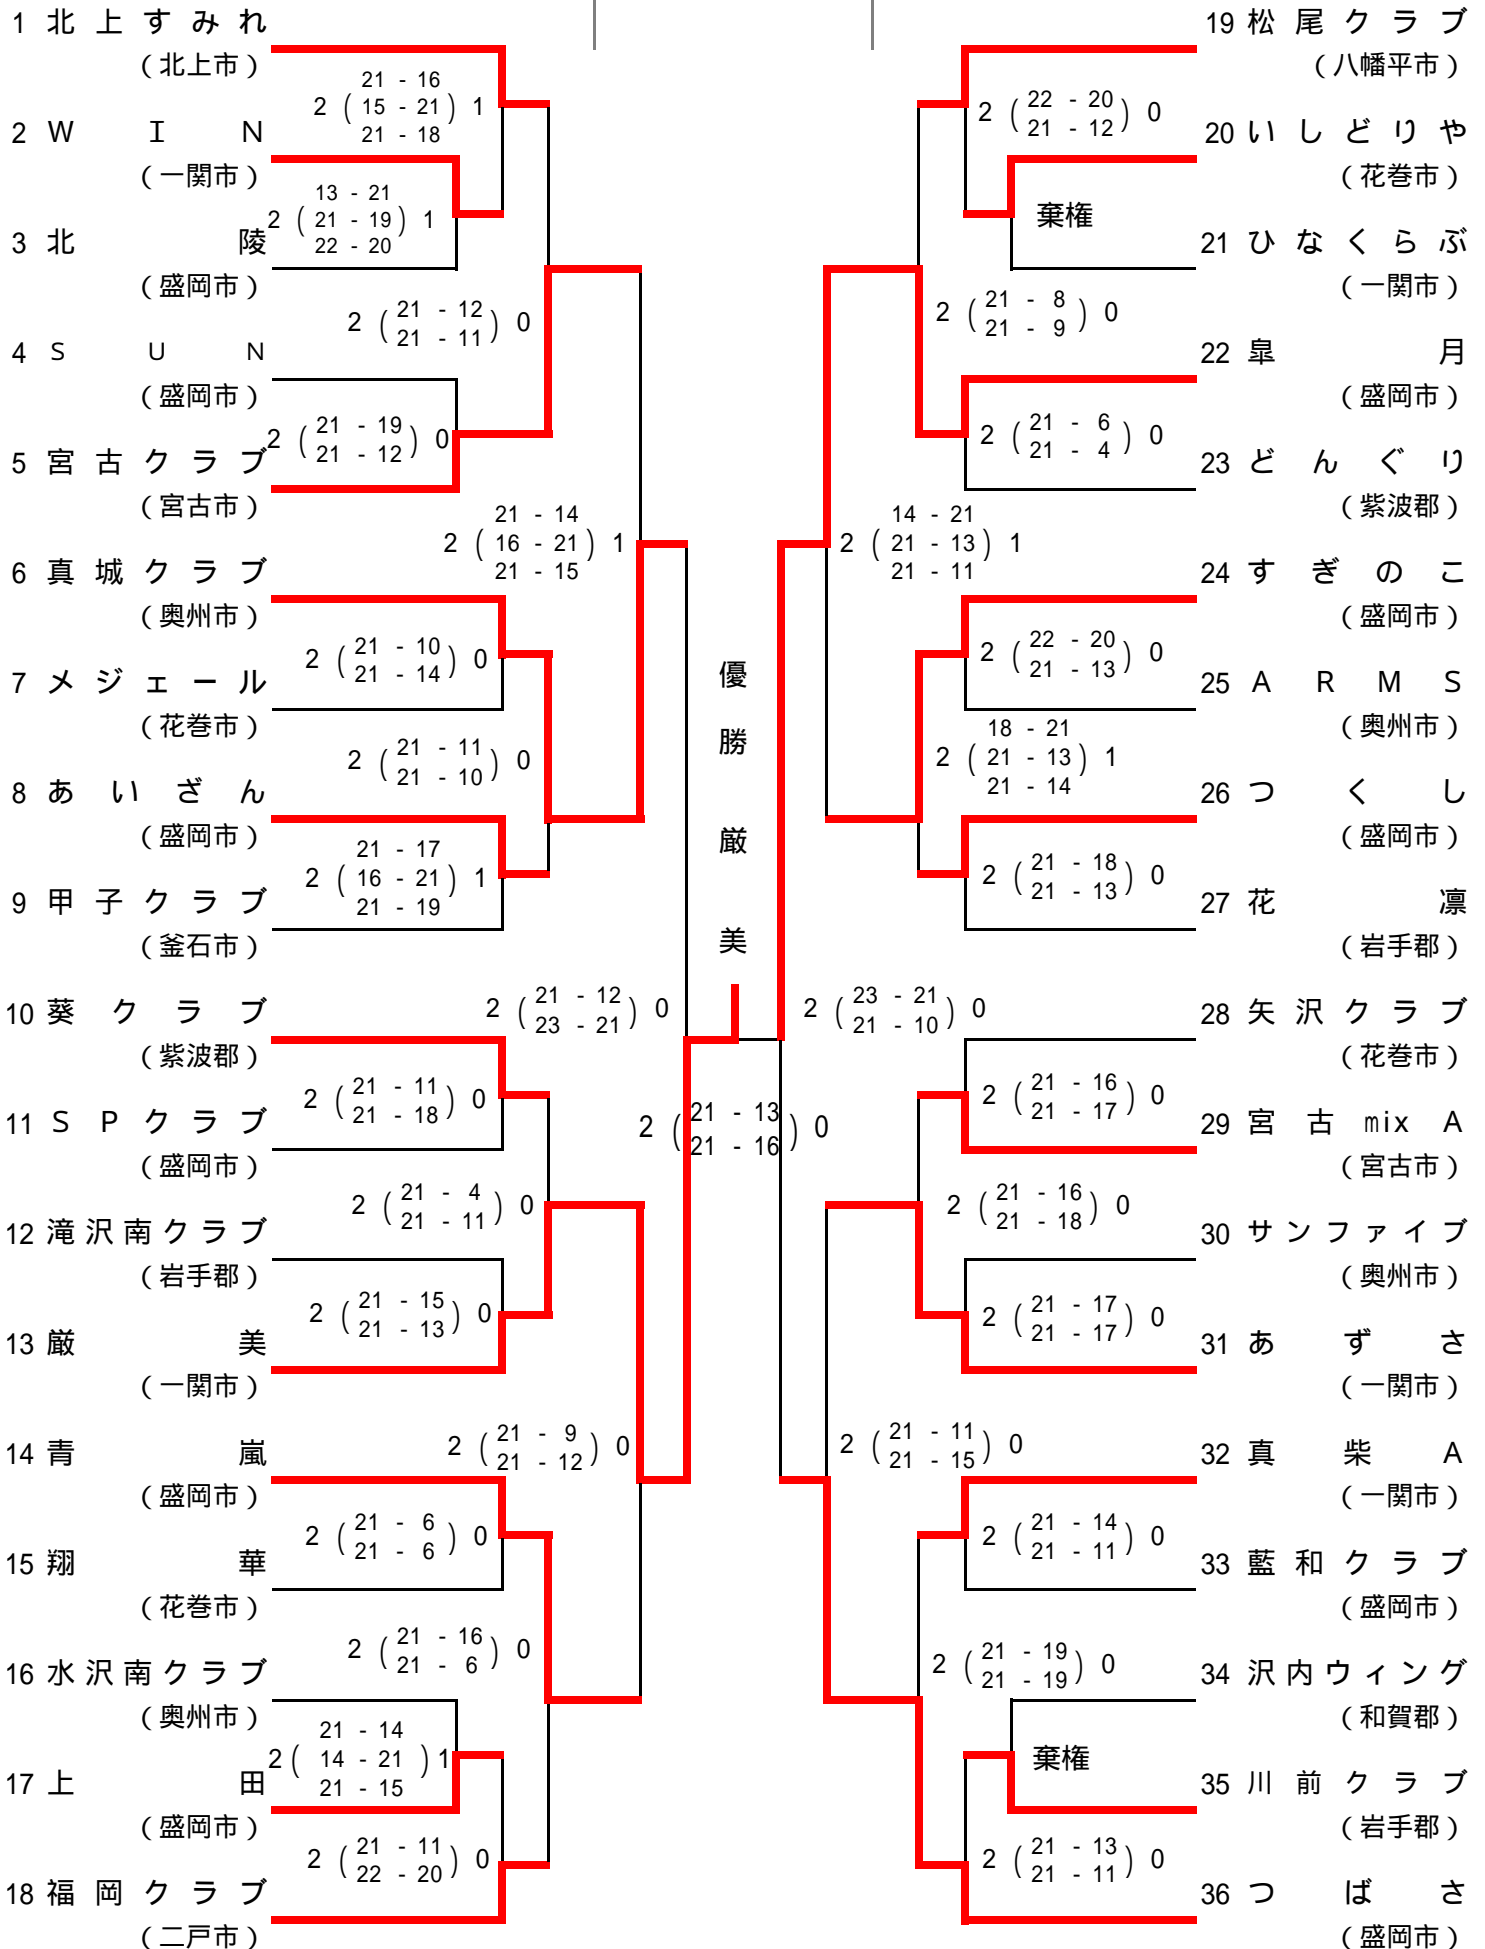 1 北上すみれ
(北上市)
21 - 16
2 ( 15 - 21 ) 1
21 - 18
2 WIN
(一関市)
13 - 21
2 ( 21 - 19 ) 1
22 - 20
3 北陵
(盛岡市)
21 - 12
2 ( ) 0
21 - 11
4 SUN
(盛岡市)
21 - 19
2 ( ) 0
21 - 12
5 宮古クラブ
(宮古市)
21 - 14
2 ( 16 - 21 ) 1
21 - 15
6 真城クラブ
(奥州市)
21 - 10
2 ( ) 0
21 - 14
7 メジェール
(花巻市)
21 - 11
2 ( ) 0
21 - 10
8 あいざん
(盛岡市)
21 - 17
2 ( 16 - 21 ) 1
21 - 19
9 甲子クラブ
(釜石市)
21 - 12
2 ( ) 0
23 - 21
10 葵クラブ
(紫波郡)
21 - 11
2 ( ) 0
21 - 18
11 SPクラブ
(盛岡市)
21 - 4
2 ( ) 0
21 - 11
12 滝沢南クラブ
(岩手郡)
21 - 15
2 ( ) 0
21 - 13
13 厳美
(一関市)
21 - 9
2 ( ) 0
21 - 12
14 青嵐
(盛岡市)
21 - 6
2 ( ) 0
21 - 6
15 翔華
(花巻市)
21 - 16
2 ( ) 0
21 - 6
16 水沢南クラブ
(奥州市)
21 - 14
2 ( 14 - 21 ) 1
21 - 15
17 上田
(盛岡市)
21 - 11
2 ( ) 0
22 - 20
18 福岡クラブ
(二戸市)
優勝 厳美
21 - 13
2 ( ) 0
21 - 16
19 松尾クラブ
(八幡平市)
22 - 20
2 ( ) 0
21 - 12
20 いしどりや
(花巻市)
棄権
21 ひなくらぶ
(一関市)
21 - 8
2 ( ) 0
21 - 9
22 皐月
(盛岡市)
21 - 6
2 ( ) 0
21 - 4
23 どんぐり
(紫波郡)
14 - 21
2 ( 21 - 13 ) 1
21 - 11
24 すぎのこ
(盛岡市)
22 - 20
2 ( ) 0
21 - 13
25 ARMS
(奥州市)
18 - 21
2 ( 21 - 13 ) 1
21 - 14
26 つくし
(盛岡市)
21 - 18
2 ( ) 0
21 - 13
27 花凛
(岩手郡)
23 - 21
2 ( ) 0
21 - 10
28 矢沢クラブ
(花巻市)
21 - 16
2 ( ) 0
21 - 17
29 宮古mix A
(宮古市)
21 - 16
2 ( ) 0
21 - 18
30 サンファイブ
(奥州市)
21 - 17
2 ( ) 0
21 - 17
31 あずさ
(一関市)
21 - 11
2 ( ) 0
21 - 15
32 真柴A
(一関市)
21 - 14
2 ( ) 0
21 - 11
33 藍和クラブ
(盛岡市)
21 - 19
2 ( ) 0
21 - 19
34 沢内ウィング
(和賀郡)
棄権
35 川前クラブ
(岩手郡)
21 - 13
2 ( ) 0
21 - 11
36 つばさ
(盛岡市)